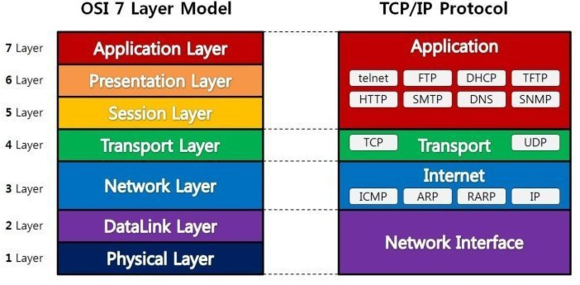 OSI 7 Layer Model
TCP/IP Protocol
7 Layer
Application Layer
6 Layer
Presentation Layer
5 Layer
Session Layer
4 Layer
Transport Layer
3 Layer
Network Layer
2 Layer
DataLink Layer
1 Layer
Physical Layer
Application
telnet FTP DHCP TFTP
HTTP SMTP DNS SNMP
TCP Transport UDP
Internet
ICMP ARP RARP IP
Network Interface